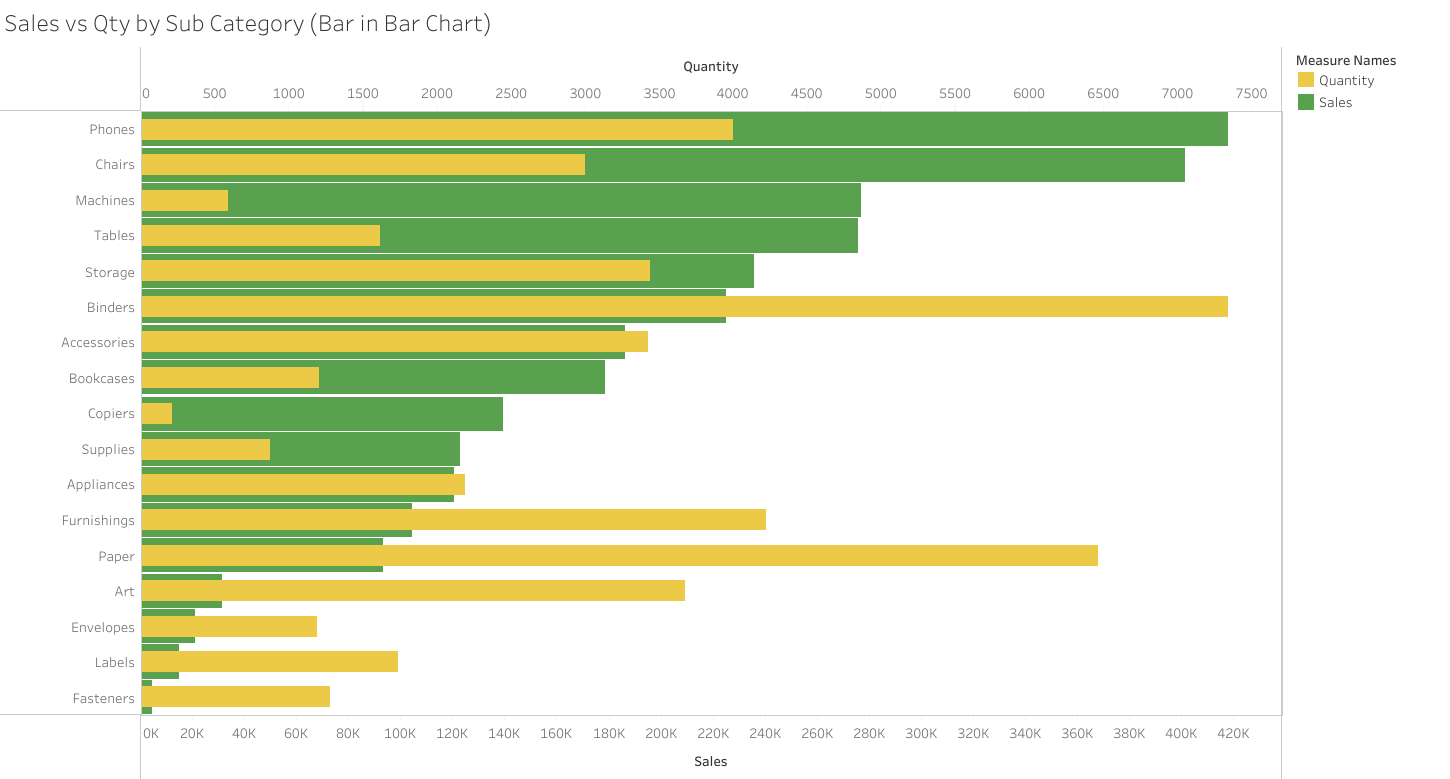 Sales vs Qty by Sub Category (Bar in Bar Chart)
Quantity
0 500 1000 1500 2000 2500 3000 3500 4000 4500 5000 5500 6000 6500 7000 7500
Measure Names
Quantity
Sales
Phones
Chairs
Machines
Tables
Storage
Binders
Accessories
Bookcases
Copiers
Supplies
Appliances
Furnishings
Paper
Art
Envelopes
Labels
Fasteners
0K 20K 40K 60K 80K 100K 120K 140K 160K 180K 200K 220K 240K 260K 280K 300K 320K 340K 360K 380K 400K 420K
Sales